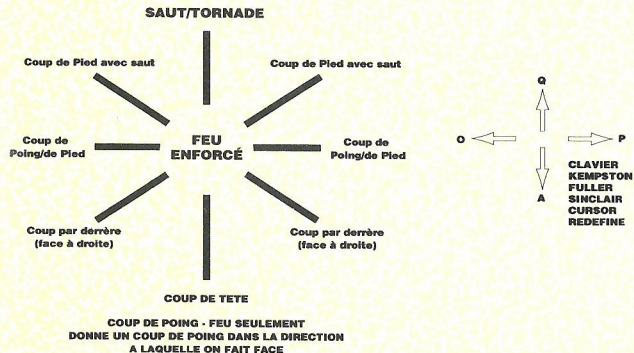 SAUT/TORNADE
Coup de Pied avec saut
Coup de Pied avec saut
Coup de
Poing/de Pied
FEU
ENFORCÉ
Coup de
Poing/de Pied
Coup par derrère
(face à droite)
Coup par derrère
(face à droite)
COUP DE TETE
COUP DE POING - FEU SEULEMENT
DONNE UN COUP DE POING DANS LA DIRECTION
A LAQUELLE ON FAIT FACE
Q
O
P
A
CLAVIER
KEMPSTON
FULLER
SINCLAIR
CURSOR
REDEFINE